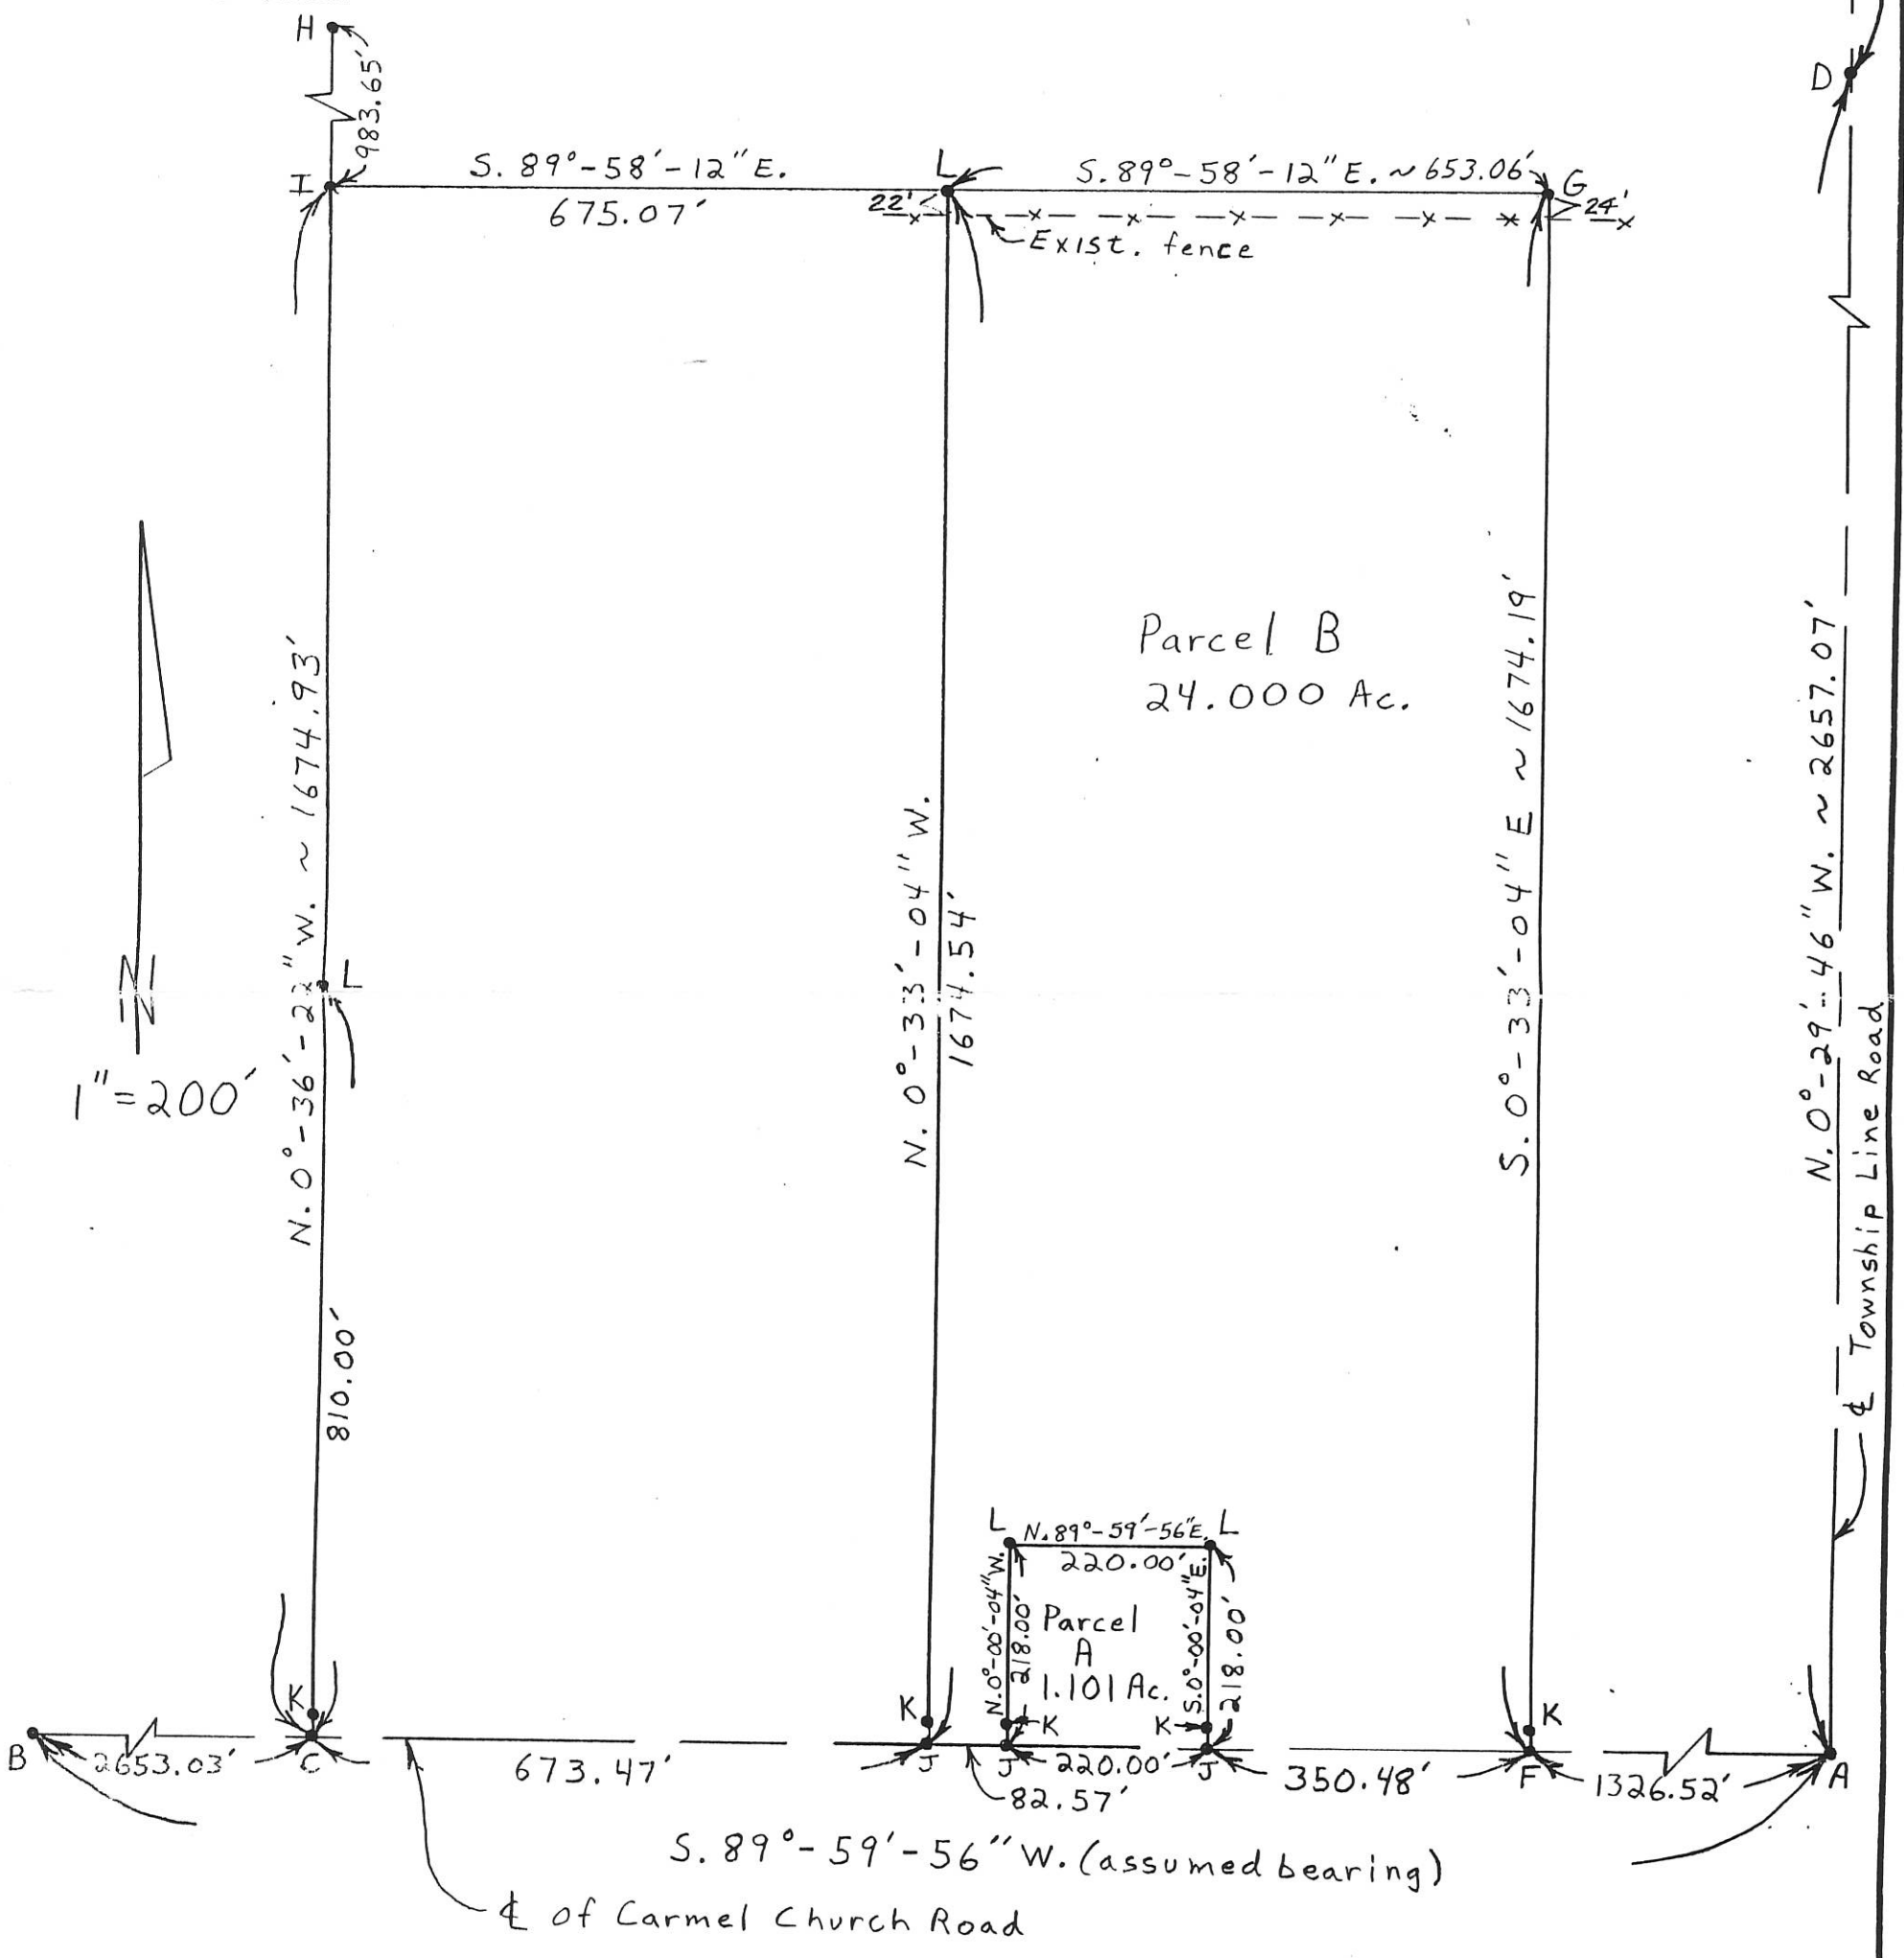 H
983.65'
D
I
S. 89°-58'-12" E.
675.07'
L
S. 89°-58'-12" E. ~ 653.06'
G
22'
24'
Exist. fence
Parcel B
24.000 Ac.
N. 0°-36'-22" W. ~ 1674.93'
L
810.00'
N. 0°-33'-04" W.
1674.54'
S. 0°-33'-04" E ~ 1674.19'
N. 0°-29'-46" W. ~ 2657.07'
℄ Township Line Road
N
1"=200'
L
N. 89°-59'-56" E.
L
220.00'
N. 0°-00'-04" W.
218.00'
Parcel
A
1.101 Ac.
S. 0°-00'-04" E.
218.00'
K
K
K
K
K
B
2653.03'
C
673.47'
J
J
220.00'
J
350.48'
F
1326.52'
A
82.57'
S. 89°-59'-56" W. (assumed bearing)
℄ of Carmel Church Road